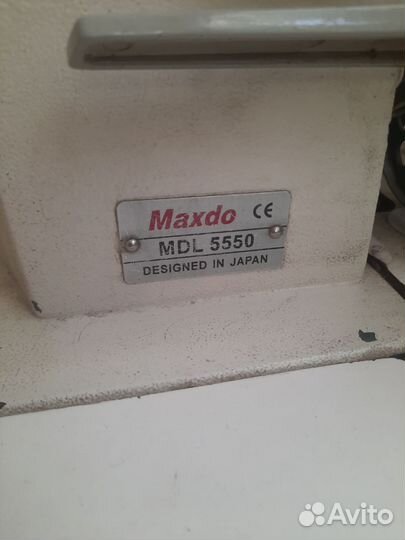 Maxdo CE
MDL 5550
DESIGNED IN JAPAN
Avito